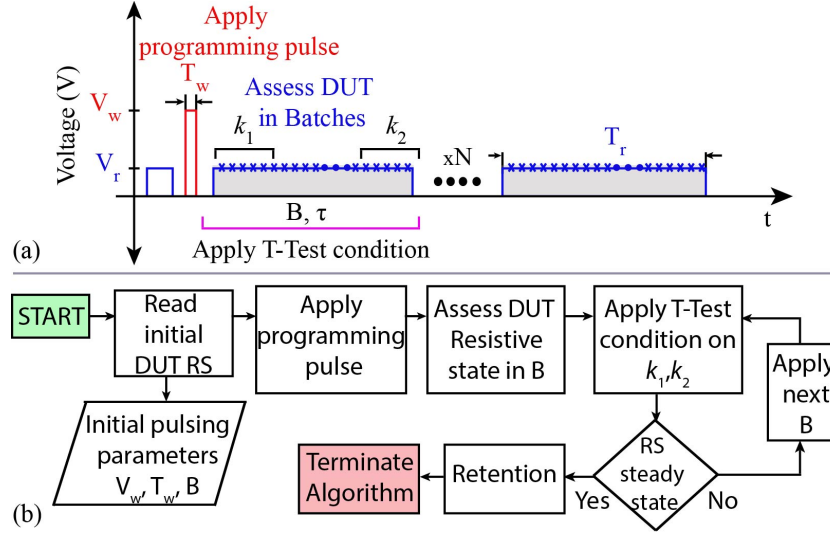 Apply
programming pulse
T_w
Voltage (V)
V_w
Assess DUT
in Batches
k_1
k_2
xN
T_r
V_r
B, τ
t
Apply T-Test condition
(a)
START
Read
initial
DUT RS
Apply
programming
pulse
Assess DUT
Resistive
state in B
Apply T-Test
condition on
k_1,k_2
Apply
next
B
Initial pulsing
parameters
V_w, T_w, B
Terminate
Algorithm
Retention
RS
steady
state
Yes
No
(b)